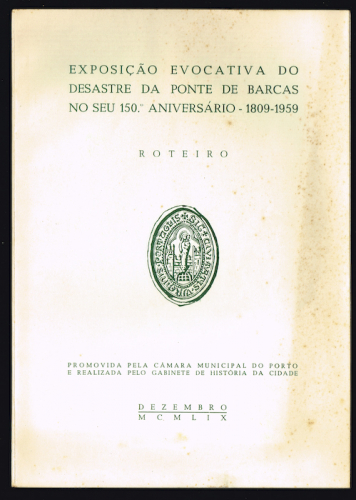 EXPOSIÇÃO EVOCATIVA DO
DESASTRE DA PONTE DE BARCAS
NO SEU 150.° ANIVERSÁRIO - 1809-1959
ROTEIRO
PROMOVIDA PELA CÂMARA MUNICIPAL DO PORTO
E REALIZADA PELO GABINETE DE HISTÓRIA DA CIDADE
DEZEMBRO
MCMLIX